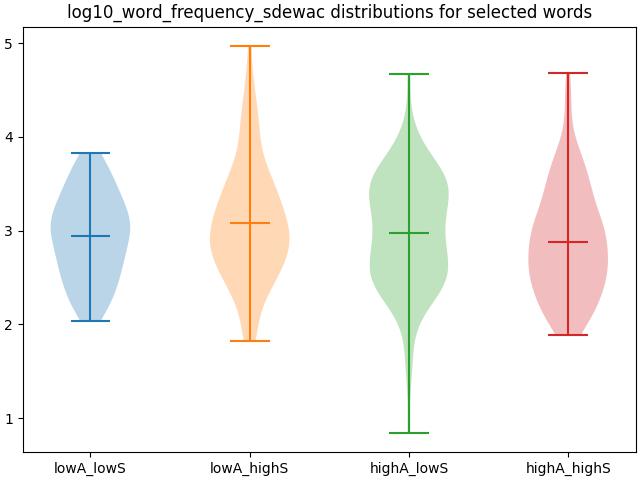 log10_word_frequency_sdewac distributions for selected words
5
4
3
2
1
lowA_lowS lowA_highS highA_lowS highA_highS